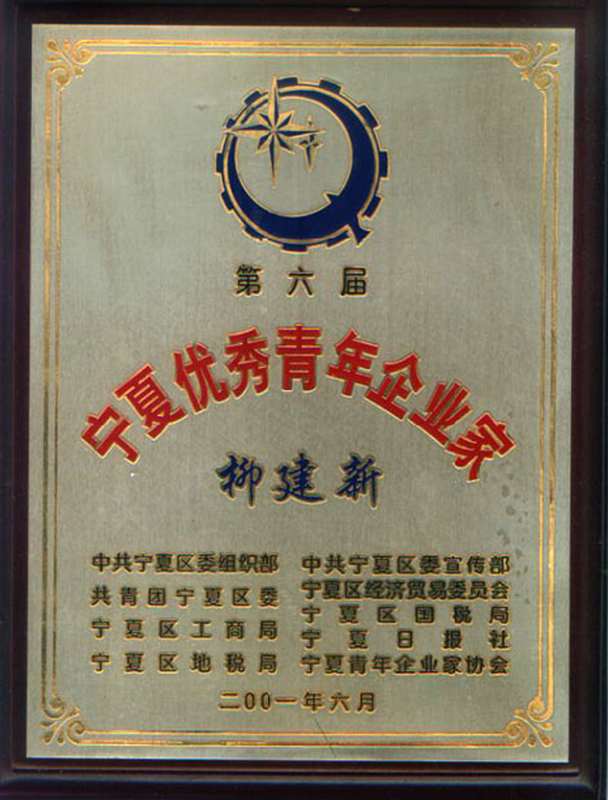 第六届
宁夏优秀青年企业家
柳建新
中共宁夏区委组织部
共青团宁夏区委
宁夏区工商局
宁夏区地税局
中共宁夏区委宣传部
宁夏区经济贸易委员会
宁夏区国税局
宁夏日报社
宁夏青年企业家协会
二00一年六月